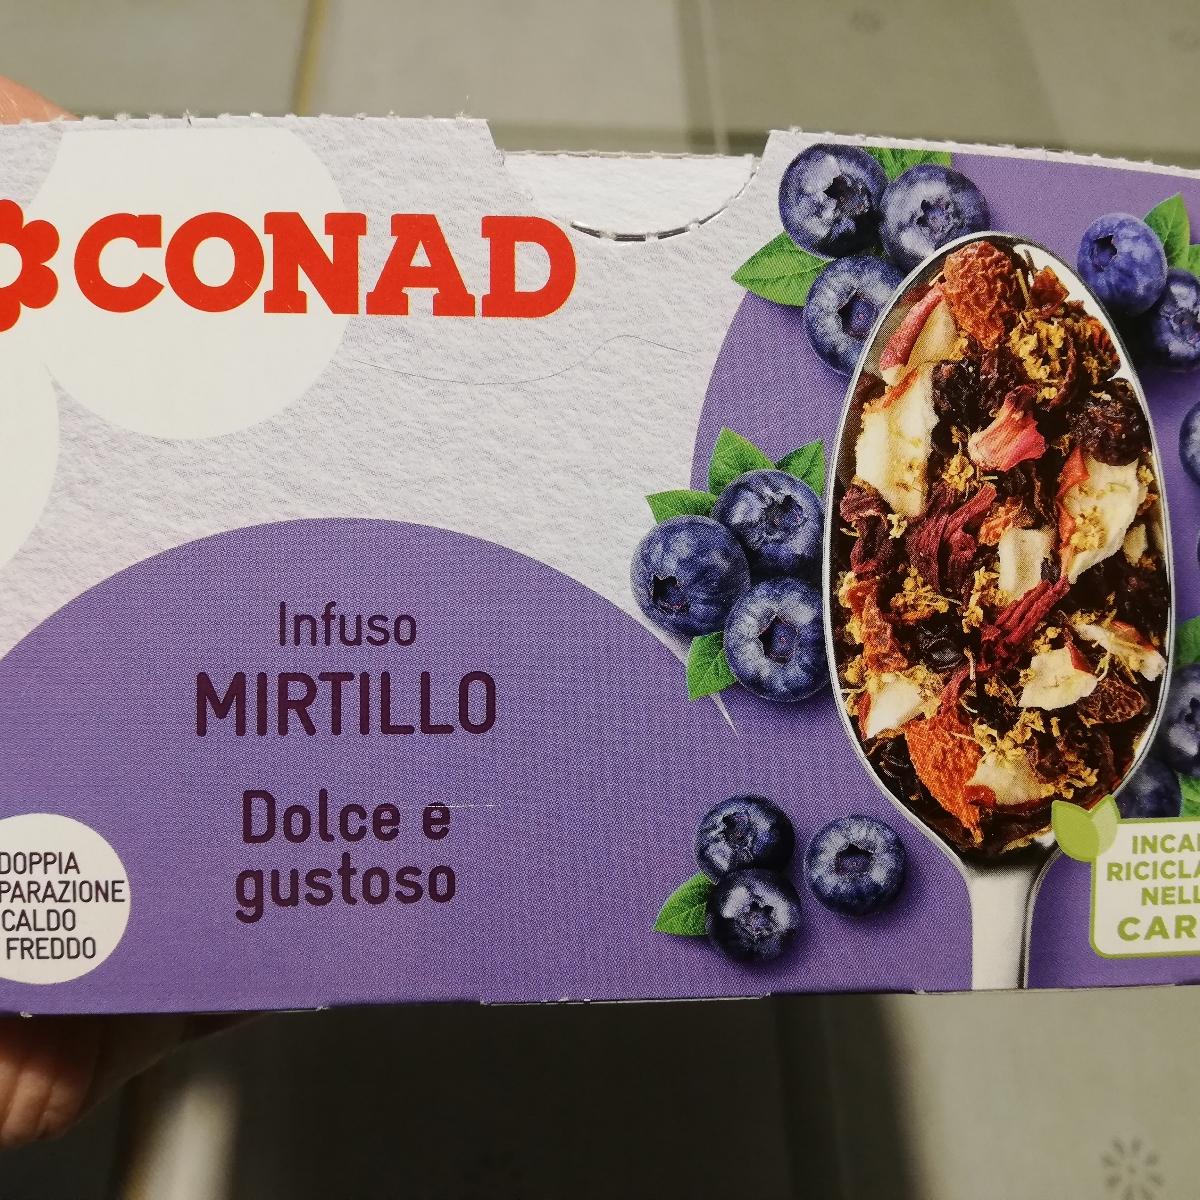 CONAD
Infuso
MIRTILLO
Dolce e
gustoso
DOPPIA
PARAZIONE
CALDO
FREDDO
INCA
RICICLA
NELL
CAR